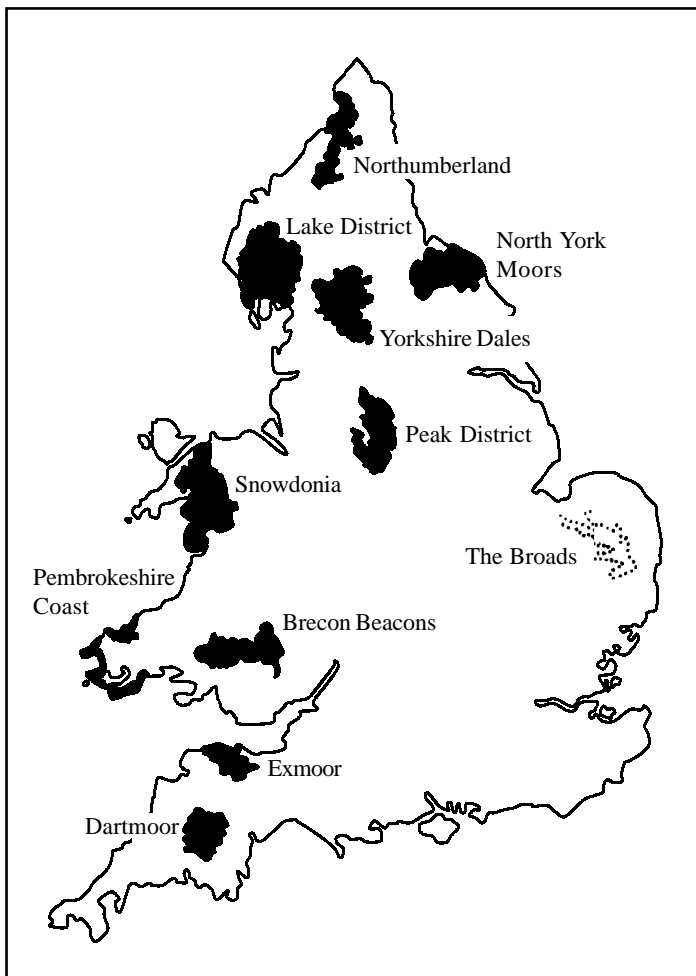 Northumberland
Lake District
North York
Moors
Yorkshire Dales
Peak District
Snowdonia
The Broads
Pembrokeshire
Coast
Brecon Beacons
Exmoor
Dartmoor